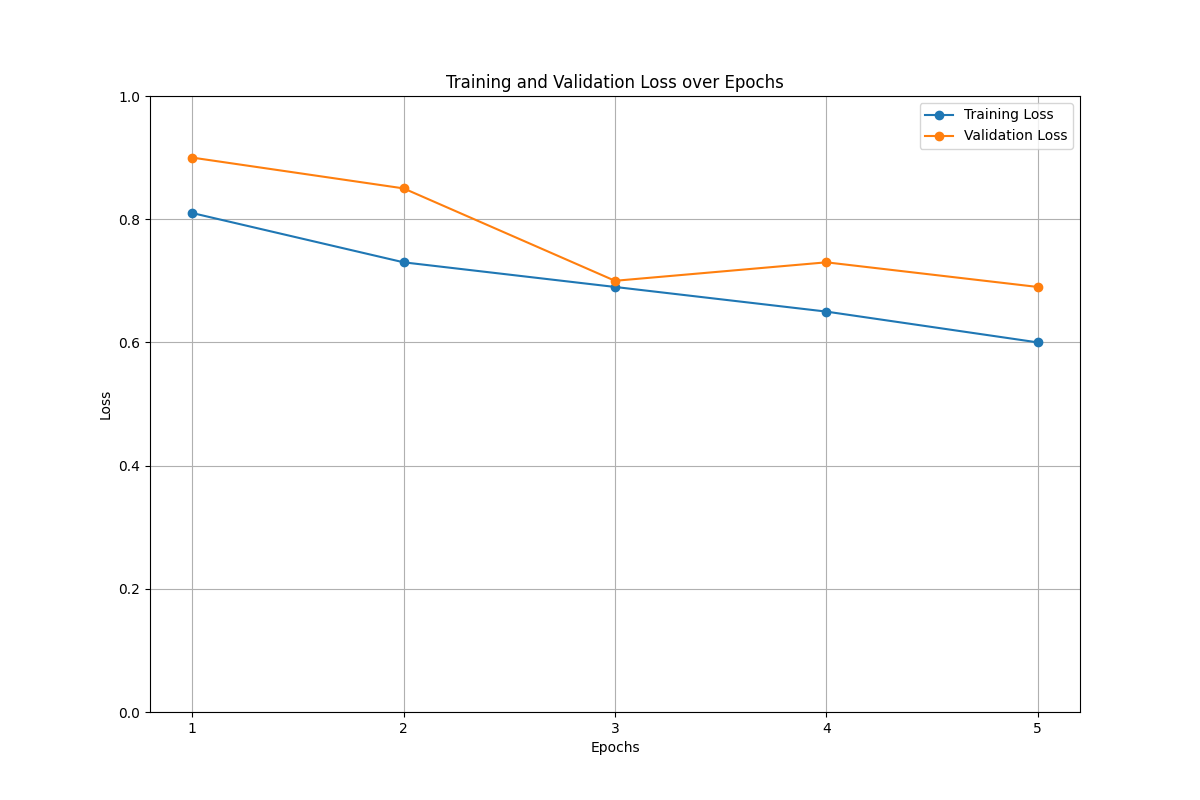 Training and Validation Loss over Epochs
Training Loss
Validation Loss
1.0
0.8
0.6
0.4
0.2
0.0
Loss
1 2 3 4 5
Epochs